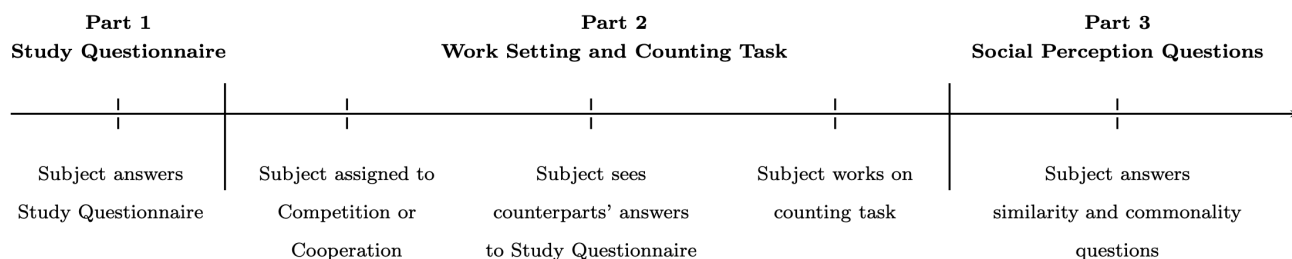 Part 1
Study Questionnaire
Part 2
Work Setting and Counting Task
Part 3
Social Perception Questions
Subject answers
Study Questionnaire
Subject assigned to
Competition or
Cooperation
Subject sees
counterparts' answers
to Study Questionnaire
Subject works on
counting task
Subject answers
similarity and commonality
questions